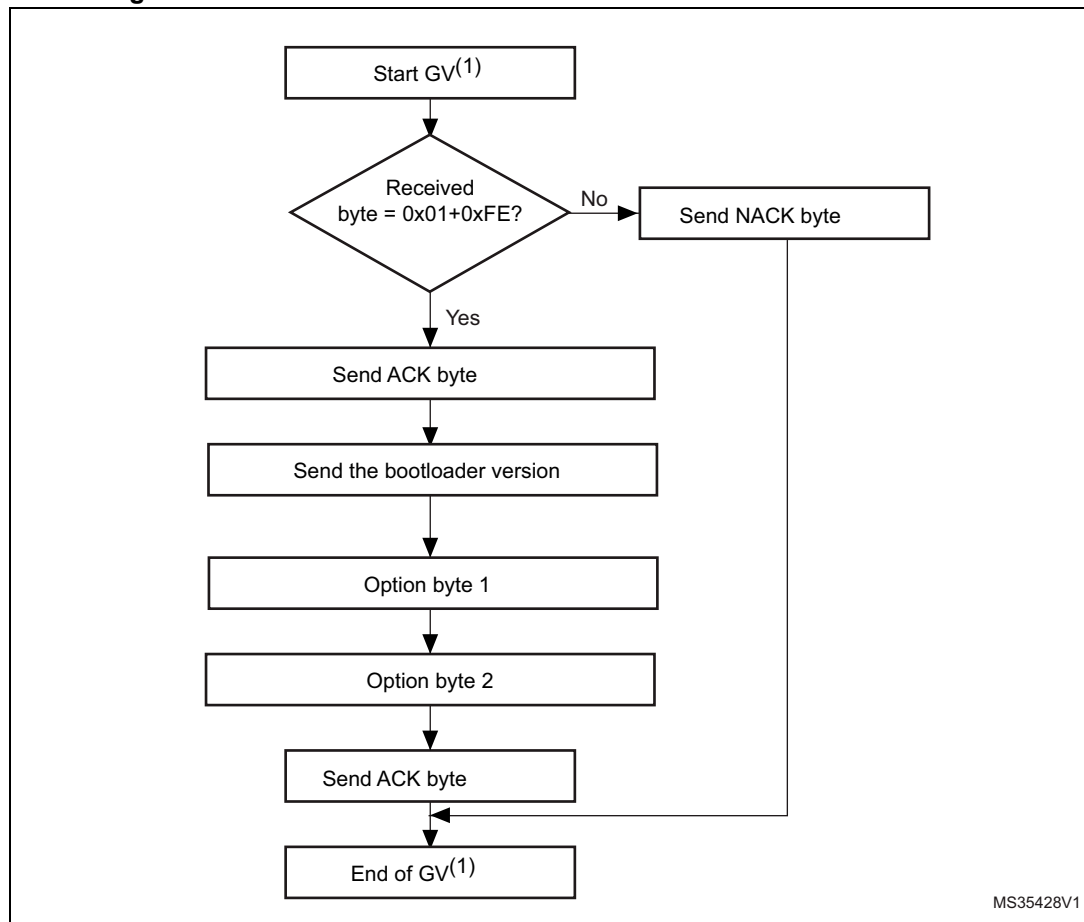 Start GV(1)
Received
byte = 0x01+0xFE?
No
Send NACK byte
Yes
Send ACK byte
Send the bootloader version
Option byte 1
Option byte 2
Send ACK byte
End of GV(1)
MS35428V1